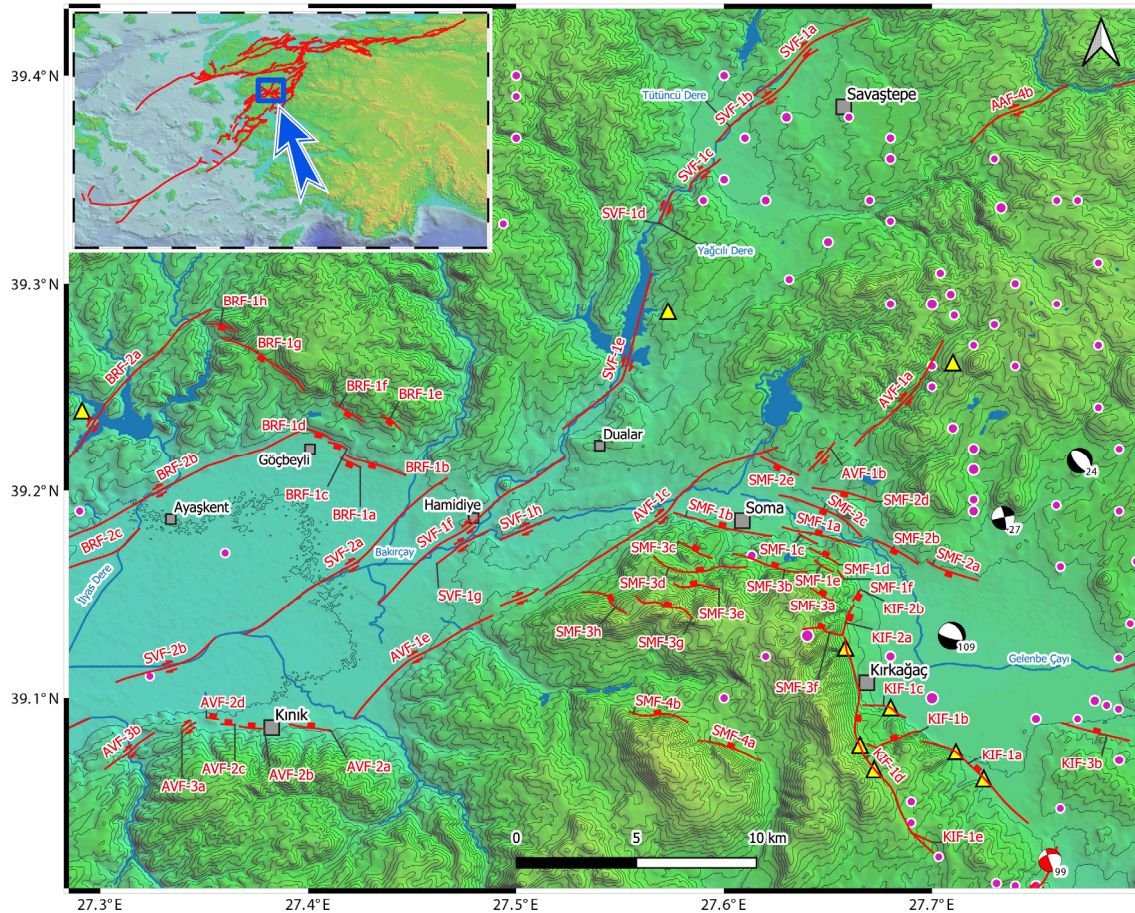 39.4°N
39.3°N
39.2°N
39.1°N
SVF-1a
Savaştepe
AAF-4b
Tütüncü Dere
SVF-1b
SVF-1c
SVF-1d
Yağcılı Dere
BRF-1h
BRF-2a
BRF-1g
SVF-1e
BRF-1f
BRF-1e
AVF-1a
BRF-1d
Göçbeyli
Dualar
BRF-2b
BRF-1b
AVF-1b
SMF-2e
24
BRF-1c
SMF-2d
Ayaşkent
BRF-1a
Hamidiye
AVF-1c
Soma
SMF-2c
27
BRF-2c
SVF-1f
SVF-1h
SMF-1b
SMF-1a
SMF-2b
SVF-2a
Bakırçay
SMF-3c
SMF-1c
SMF-2a
İlyas Dere
SVF-1g
SMF-3d
SMF-3b
SMF-1d
SMF-1e
SMF-1f
SMF-3a
SMF-3e
KIF-2b
SMF-3h
SMF-3g
KIF-2a
109
AVF-1e
SVF-2b
SMF-3f
Gelenbe Çayı
Kırkağaç
KIF-1c
AVF-2d
Kınık
SMF-4b
KIF-1b
AVF-3b
SMF-4a
KIF-1a
KIF-3b
AVF-3a
AVF-2c
AVF-2b
AVF-2a
KIF-1d
KIF-1e
0 5 10 km
99
27.3°E 27.4°E 27.5°E 27.6°E 27.7°E